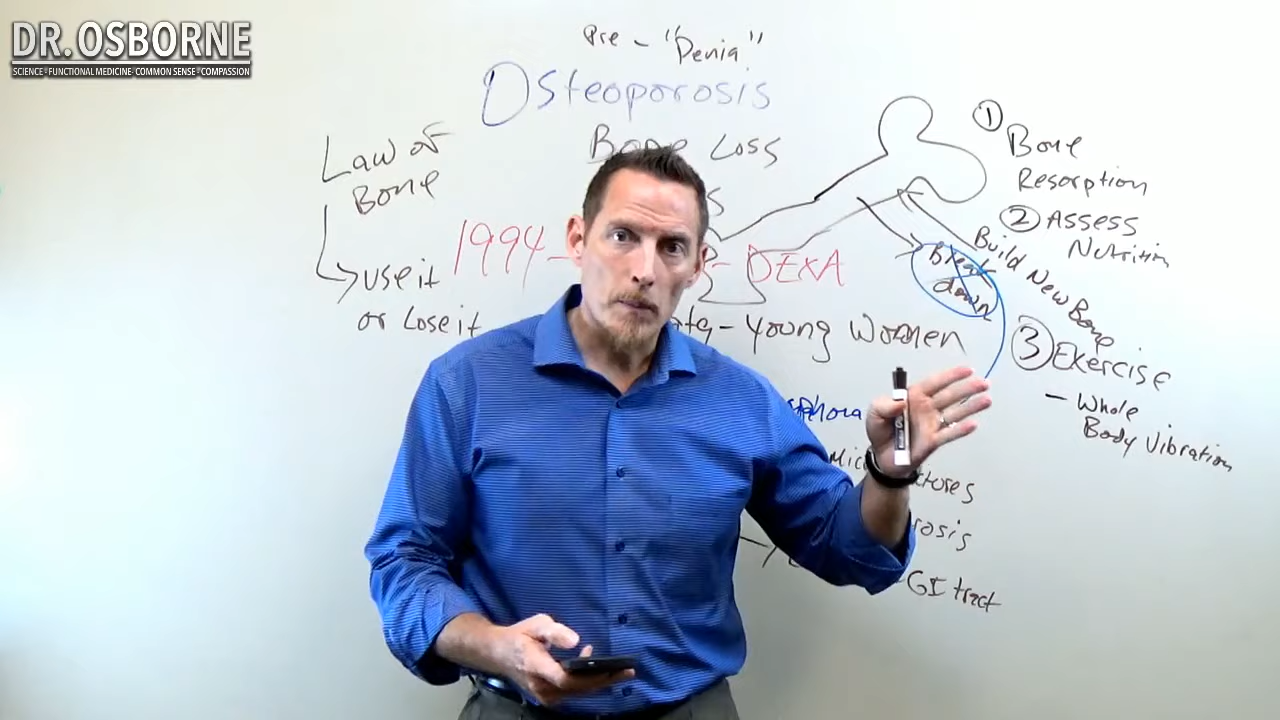 DR. OSBORNE
SCIENCE - FUNCTIONAL MEDICINE - COMMON SENSE - COMPASSION
Pre - "Penia"
Osteoporosis
Bone Loss
Law of
Bone
use it
or Lose it
1994 -
- DEXA
- Young Women
Break
down
Build New Bone
① Bone
Resorption
② Assess
Nutrition
③ Exercise
- Whole
Body Vibration
GI tract